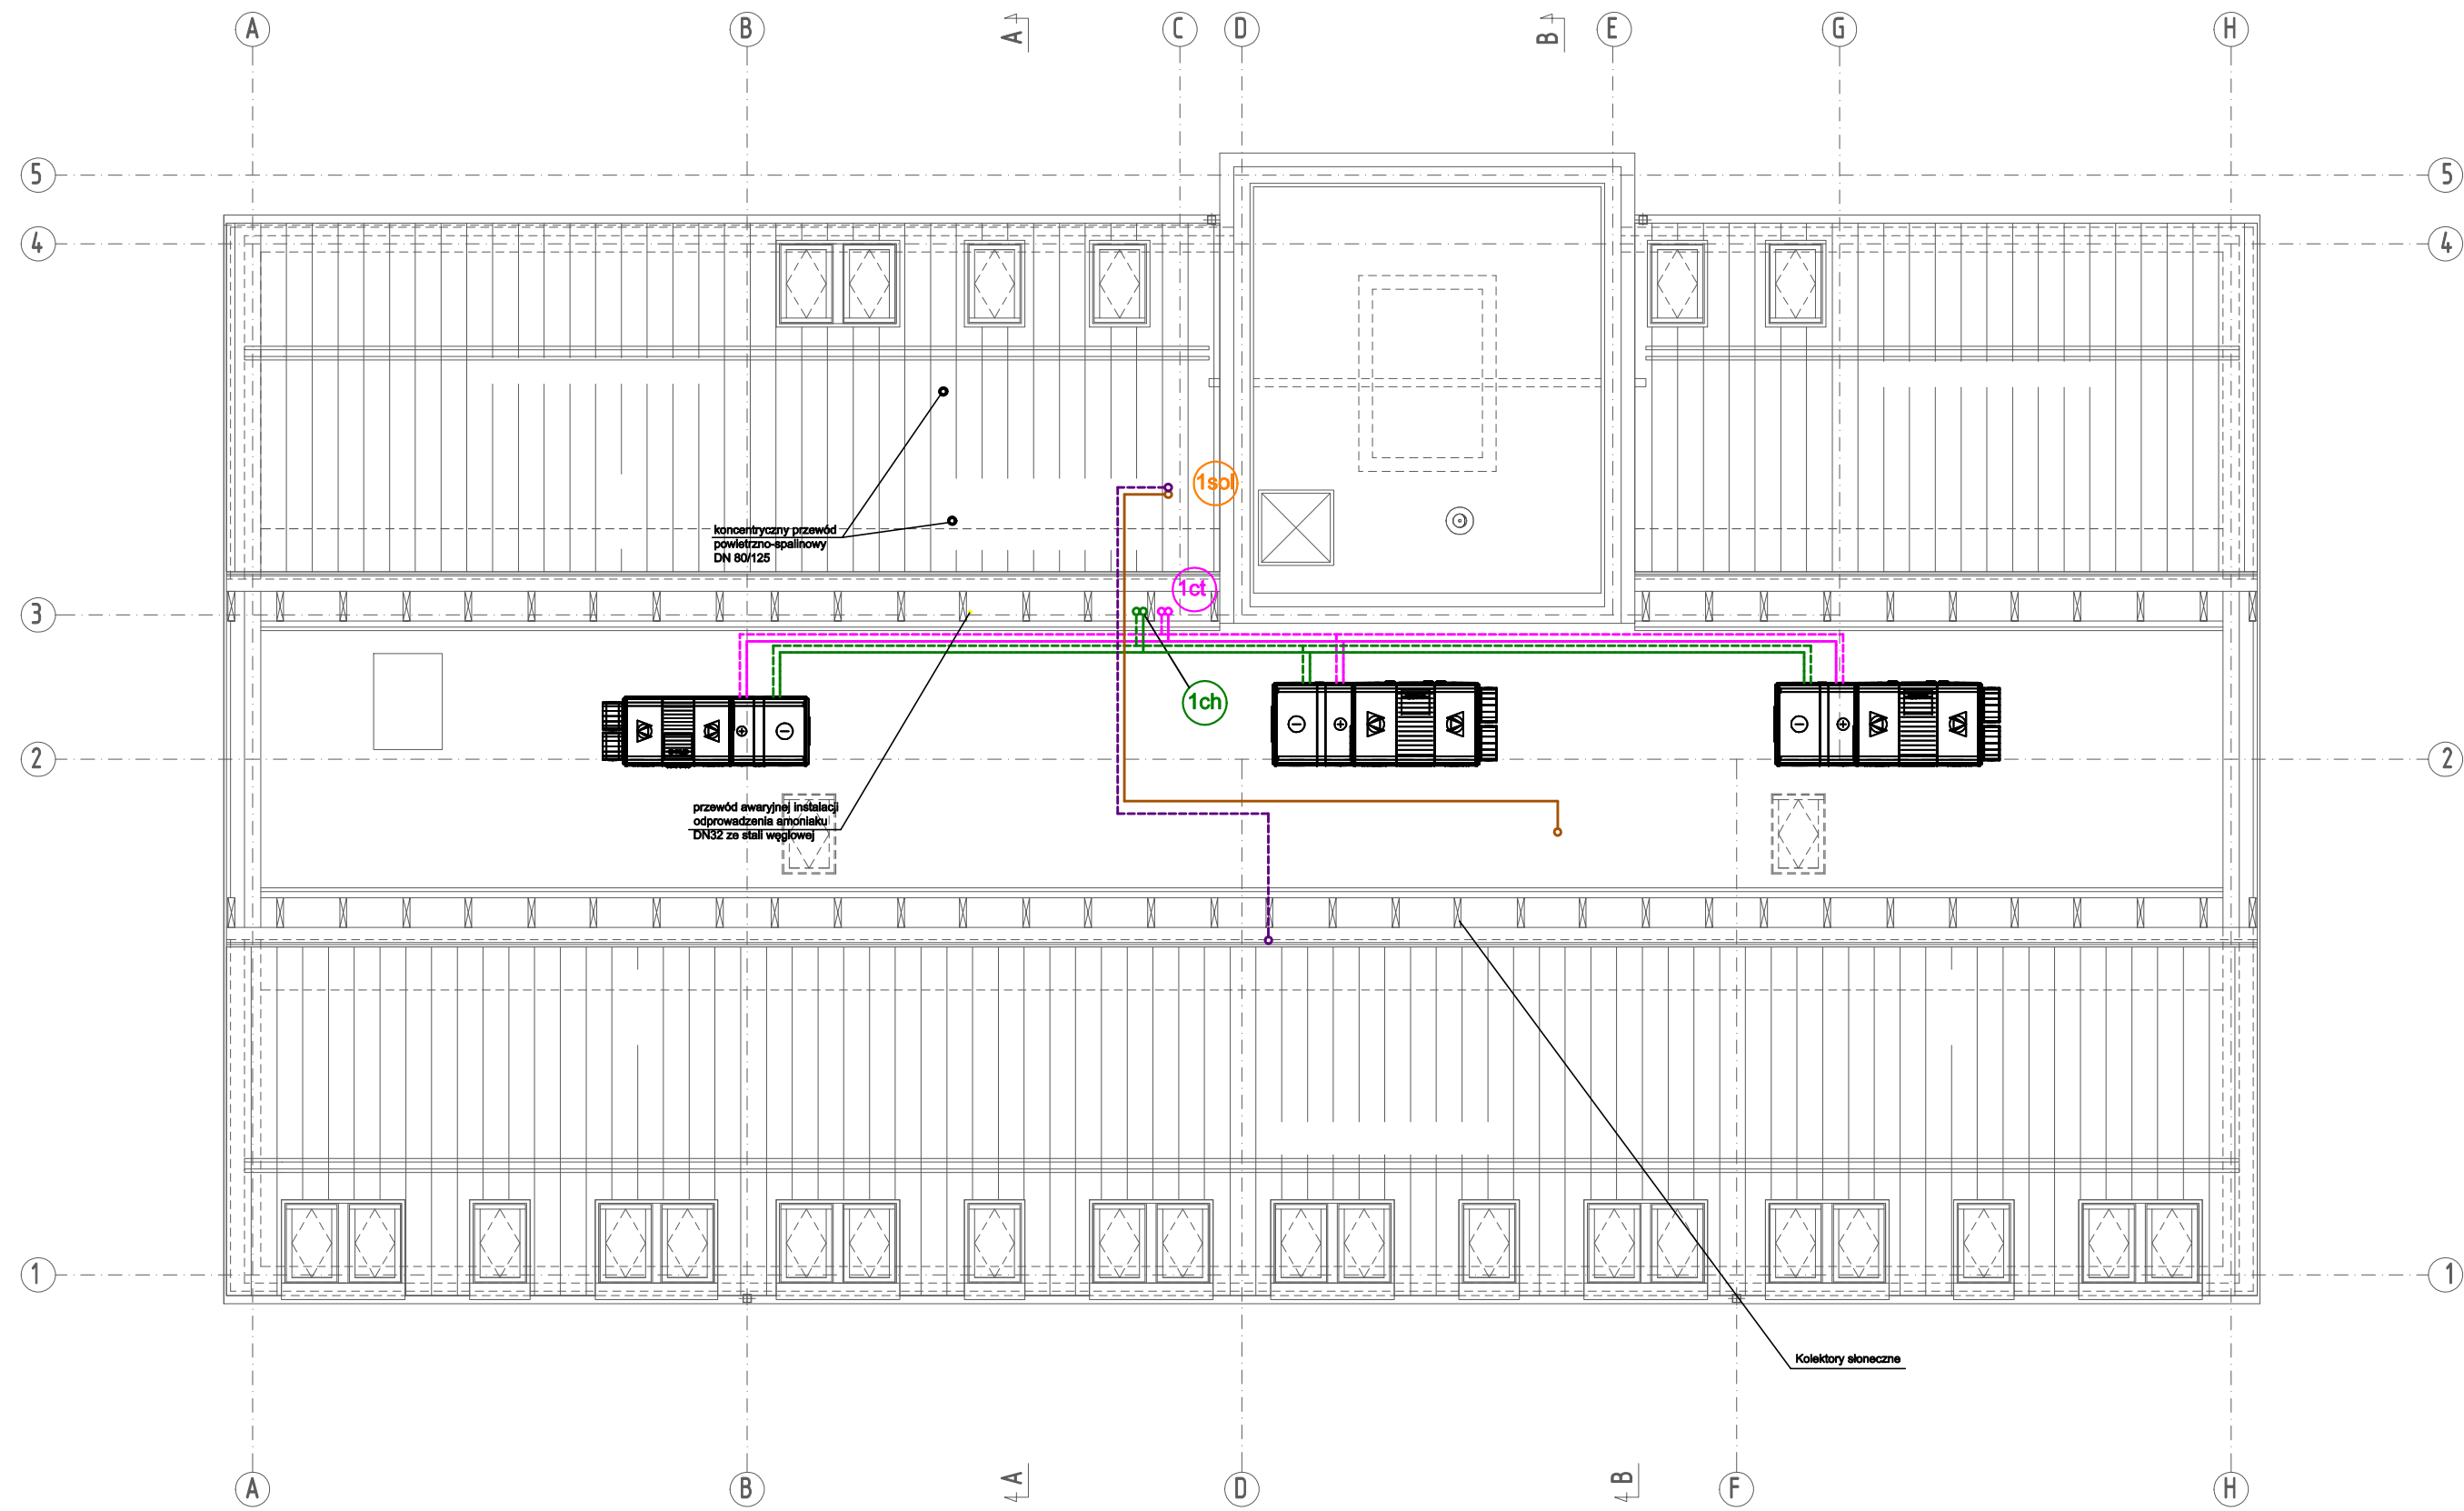 A
B
A
C
D
B
E
G
H
5
5
4
4
1sol
koncentryczny przewód
powietrzno-spalinowy
DN 80/125
1ct
3
3
1ch
2
2
przewód awaryjnej instalacji
odprowadzenia amoniaku
DN32 ze stali węglowej
1
1
Kolektory słoneczne
A
B
A
D
B
F
H